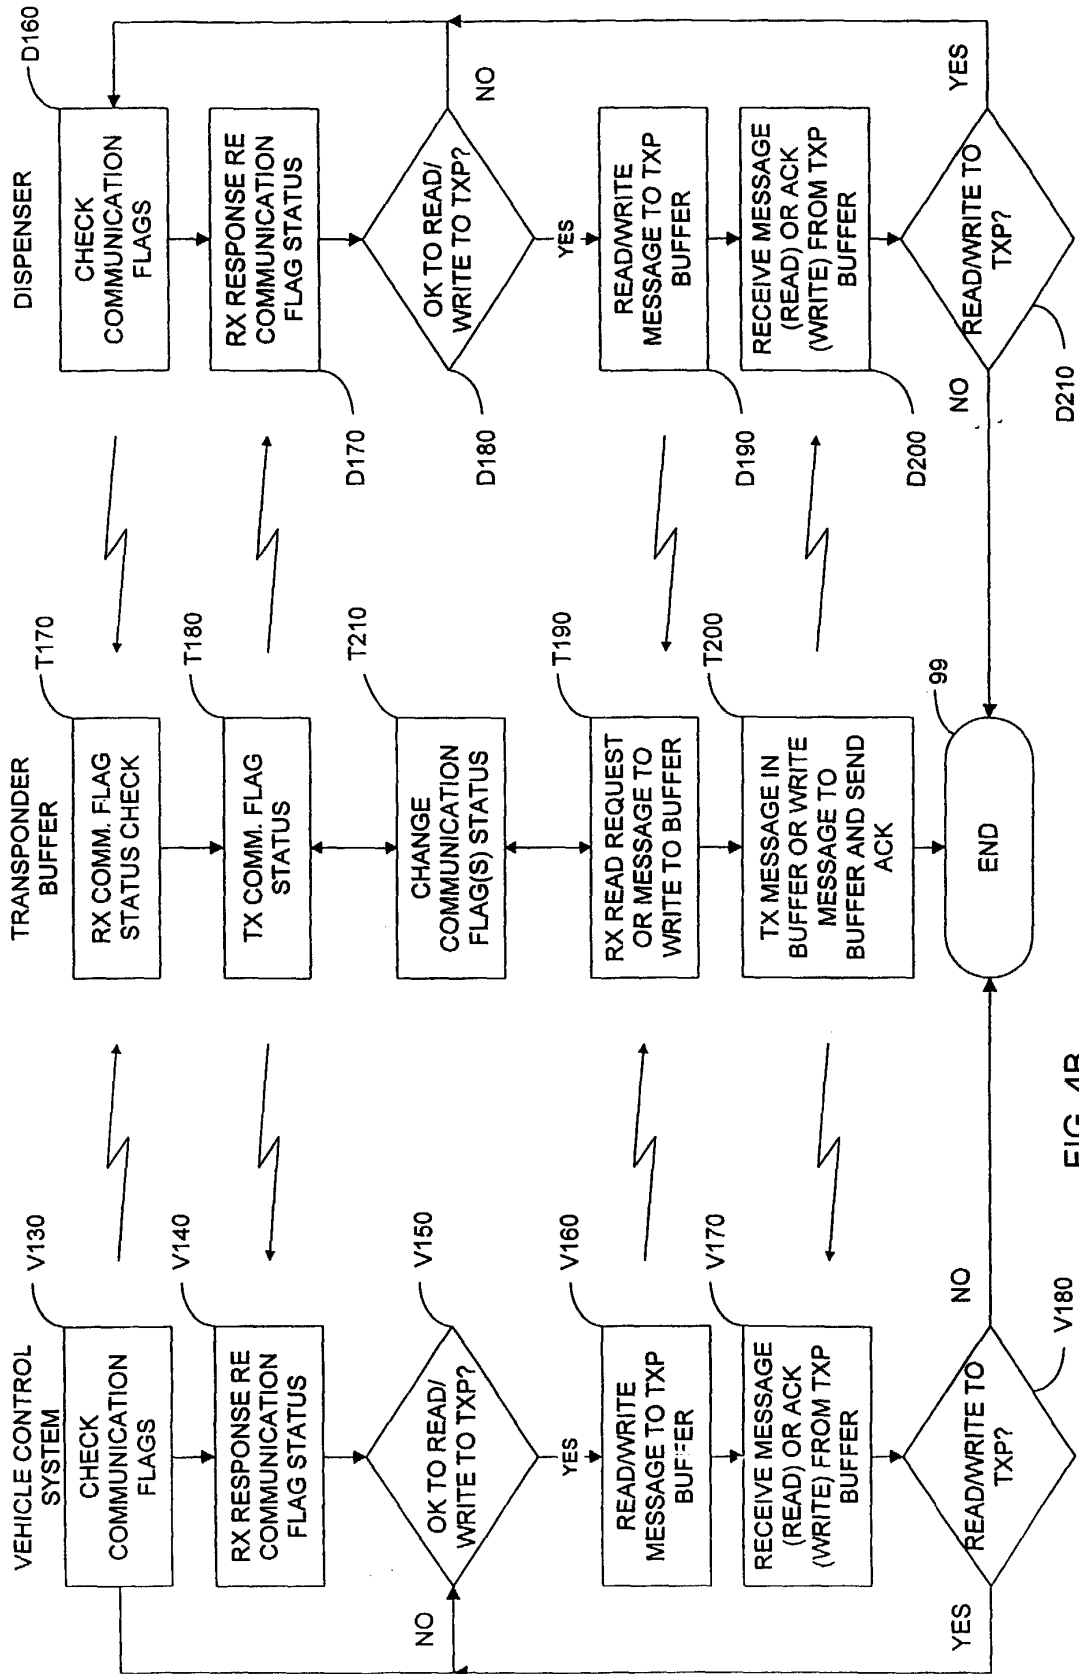 VEHICLE CONTROL
SYSTEM
V130
CHECK
COMMUNICATION
FLAGS
V140
RX RESPONSE RE
COMMUNICATION
FLAG STATUS
V150
OK TO READ/
WRITE TO TXP?
NO
YES
V160
READ/WRITE
MESSAGE TO TXP
BUFFER
V170
RECEIVE MESSAGE
(READ) OR ACK
(WRITE) FROM TXP
BUFFER
READ/WRITE TO
TXP?
YES
NO
V180
TRANSPONDER
BUFFER
T170
RX COMM. FLAG
STATUS CHECK
T180
TX COMM. FLAG
STATUS
T210
CHANGE
COMMUNICATION
FLAG(S) STATUS
T190
RX READ REQUEST
OR MESSAGE TO
WRITE TO BUFFER
T200
TX MESSAGE IN
BUFFER OR WRITE
MESSAGE TO
BUFFER AND SEND
ACK
99
END
DISPENSER
D160
CHECK
COMMUNICATION
FLAGS
RX RESPONSE RE
COMMUNICATION
FLAG STATUS
D170
OK TO READ/
WRITE TO TXP?
NO
D180
YES
READ/WRITE
MESSAGE TO TXP
BUFFER
D190
RECEIVE MESSAGE
(READ) OR ACK
(WRITE) FROM TXP
BUFFER
D200
READ/WRITE TO
TXP?
NO
YES
D210
FIG. 4B